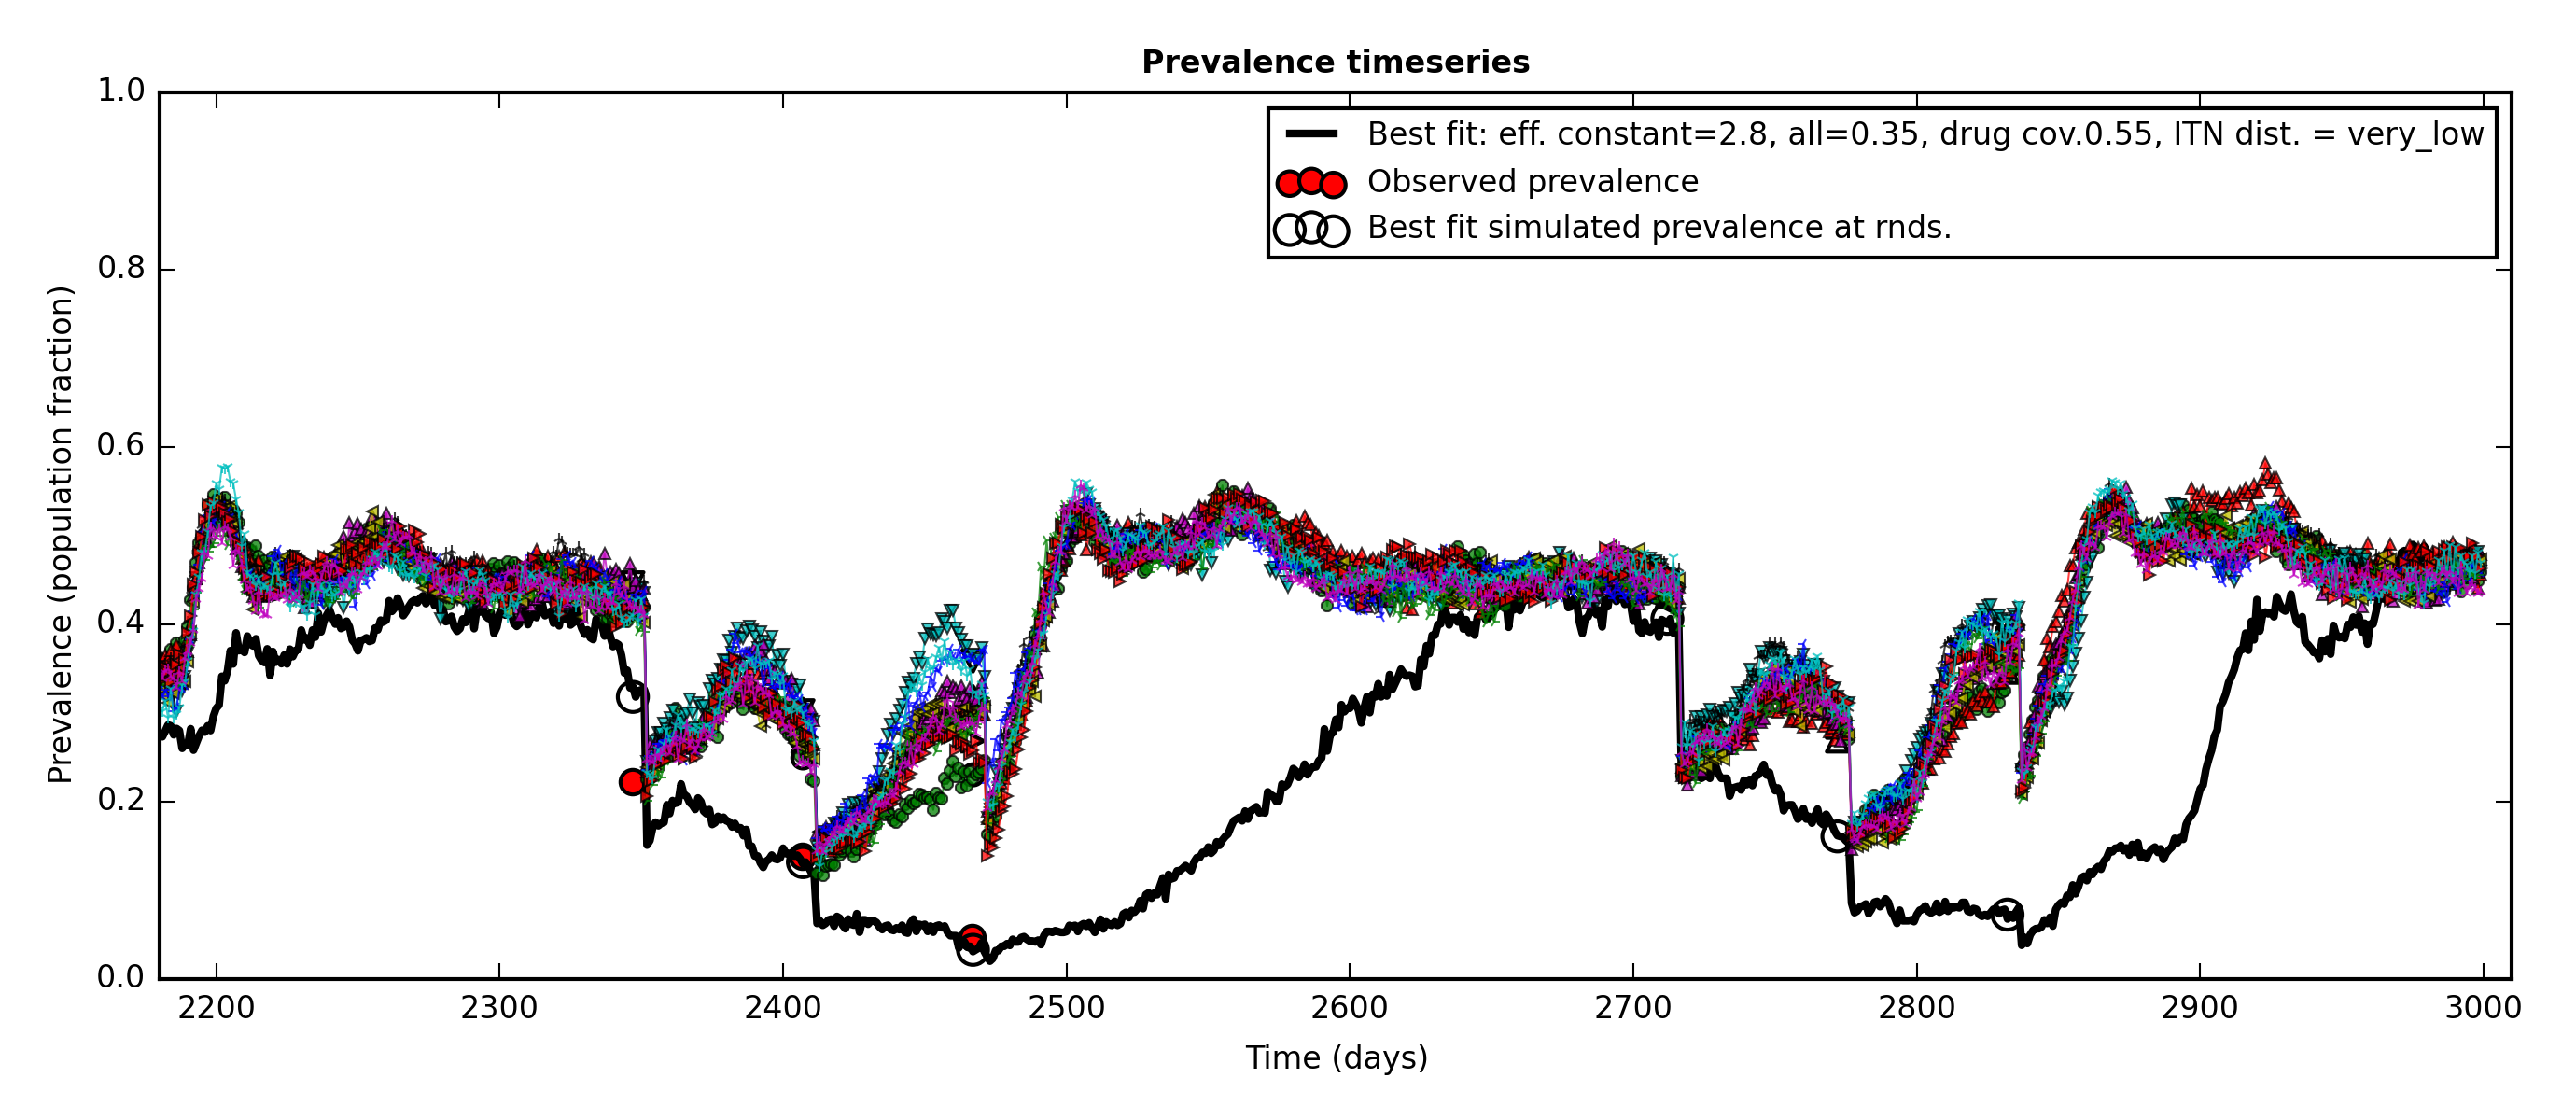 Prevalence timeseries
Best fit: eff. constant=2.8, all=0.35, drug cov.0.55, ITN dist. = very_low
Observed prevalence
Best fit simulated prevalence at rnds.
Prevalence (population fraction)
1.0
0.8
0.6
0.4
0.2
0.0
2200 2300 2400 2500 2600 2700 2800 2900 3000
Time (days)